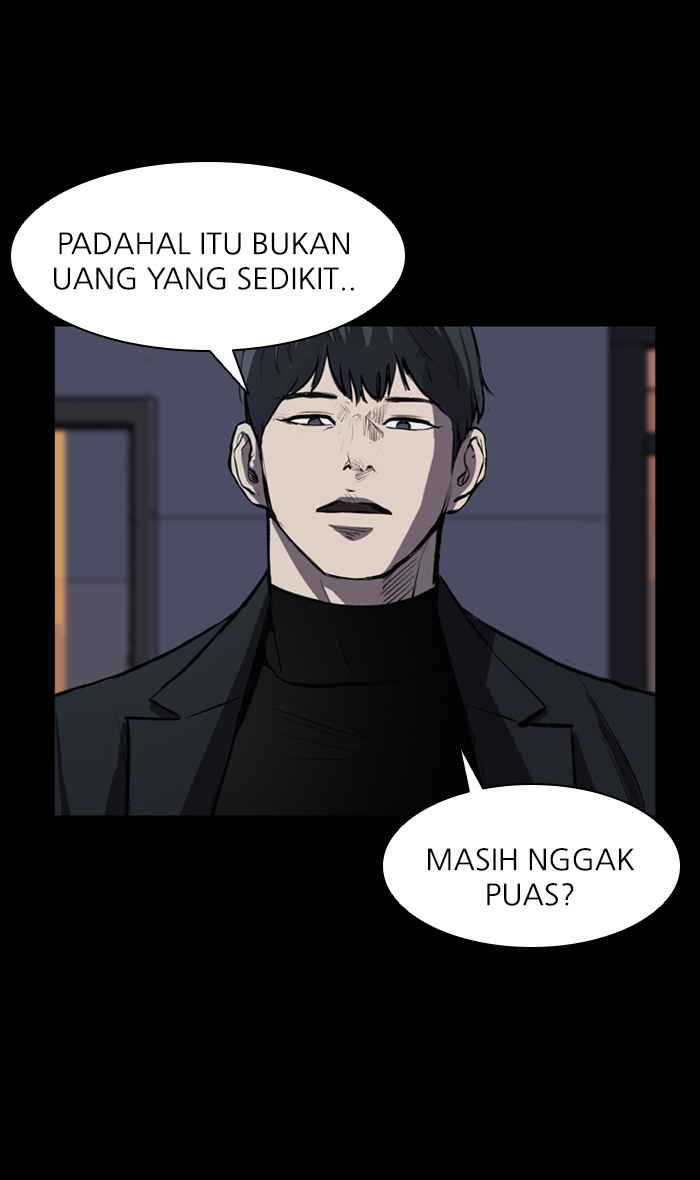 PADAHAL ITU BUKAN
UANG YANG SEDIKIT..
MASIH NGGAK
PUAS?